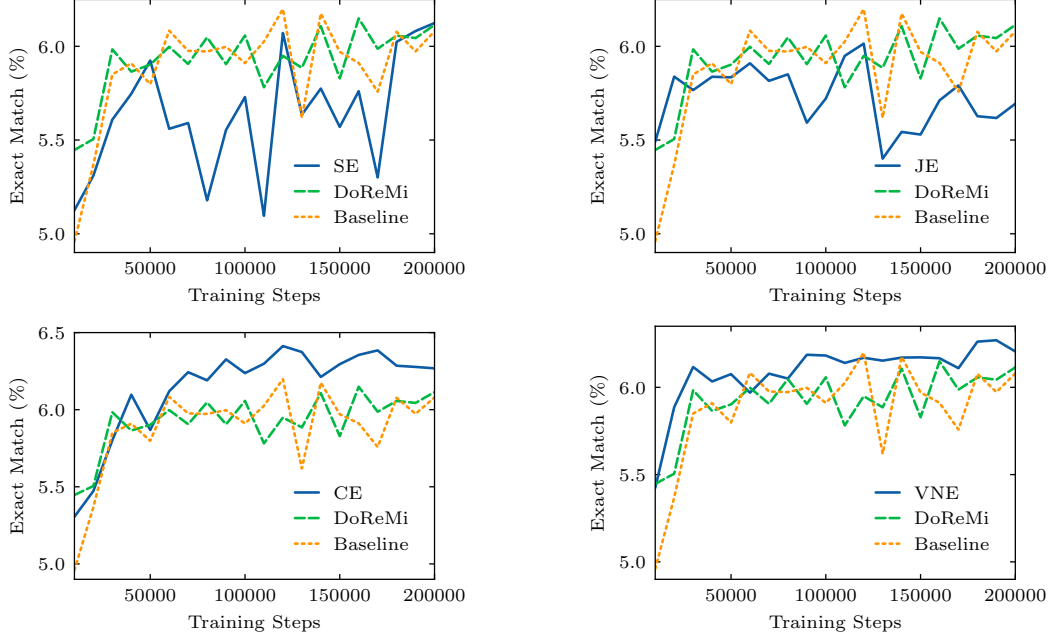 6.0
5.5
5.0
Exact Match (%)
SE
DoReMi
Baseline
50000 100000 150000 200000
Training Steps
6.0
5.5
5.0
Exact Match (%)
JE
DoReMi
Baseline
50000 100000 150000 200000
Training Steps
6.5
6.0
5.5
5.0
Exact Match (%)
CE
DoReMi
Baseline
50000 100000 150000 200000
Training Steps
6.0
5.5
5.0
Exact Match (%)
VNE
DoReMi
Baseline
50000 100000 150000 200000
Training Steps